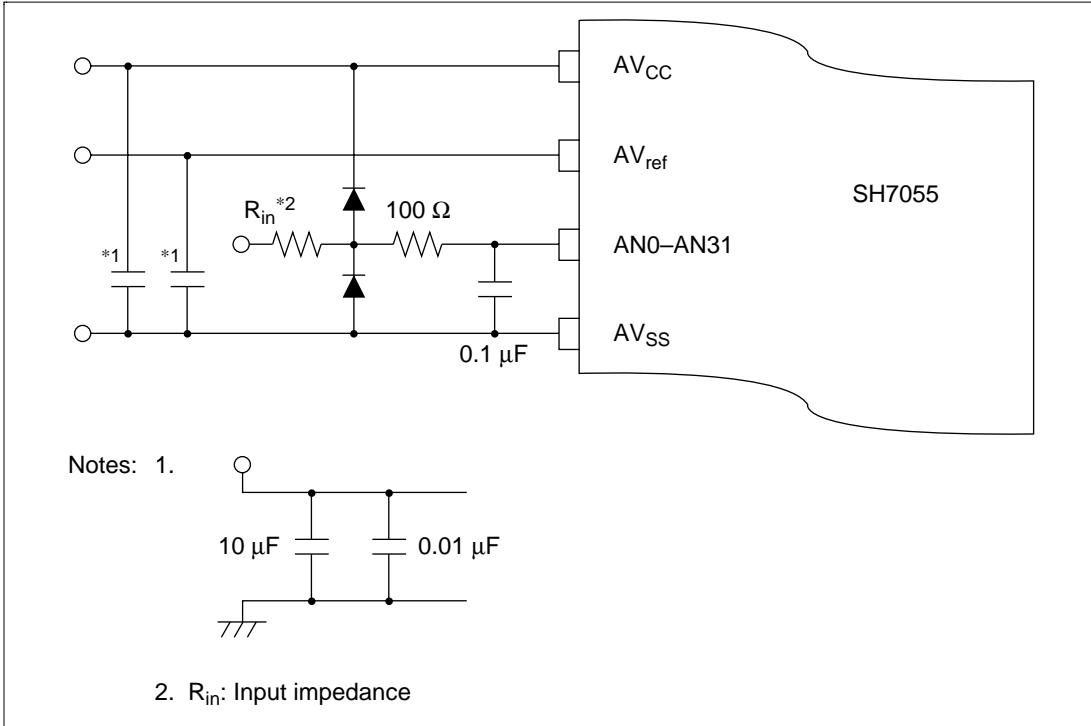 AVCC
AVref
SH7055
Rin*2
100 Ω
*1
*1
AN0–AN31
AVSS
0.1 μF
Notes: 1.
10 μF
0.01 μF
2. Rin: Input impedance